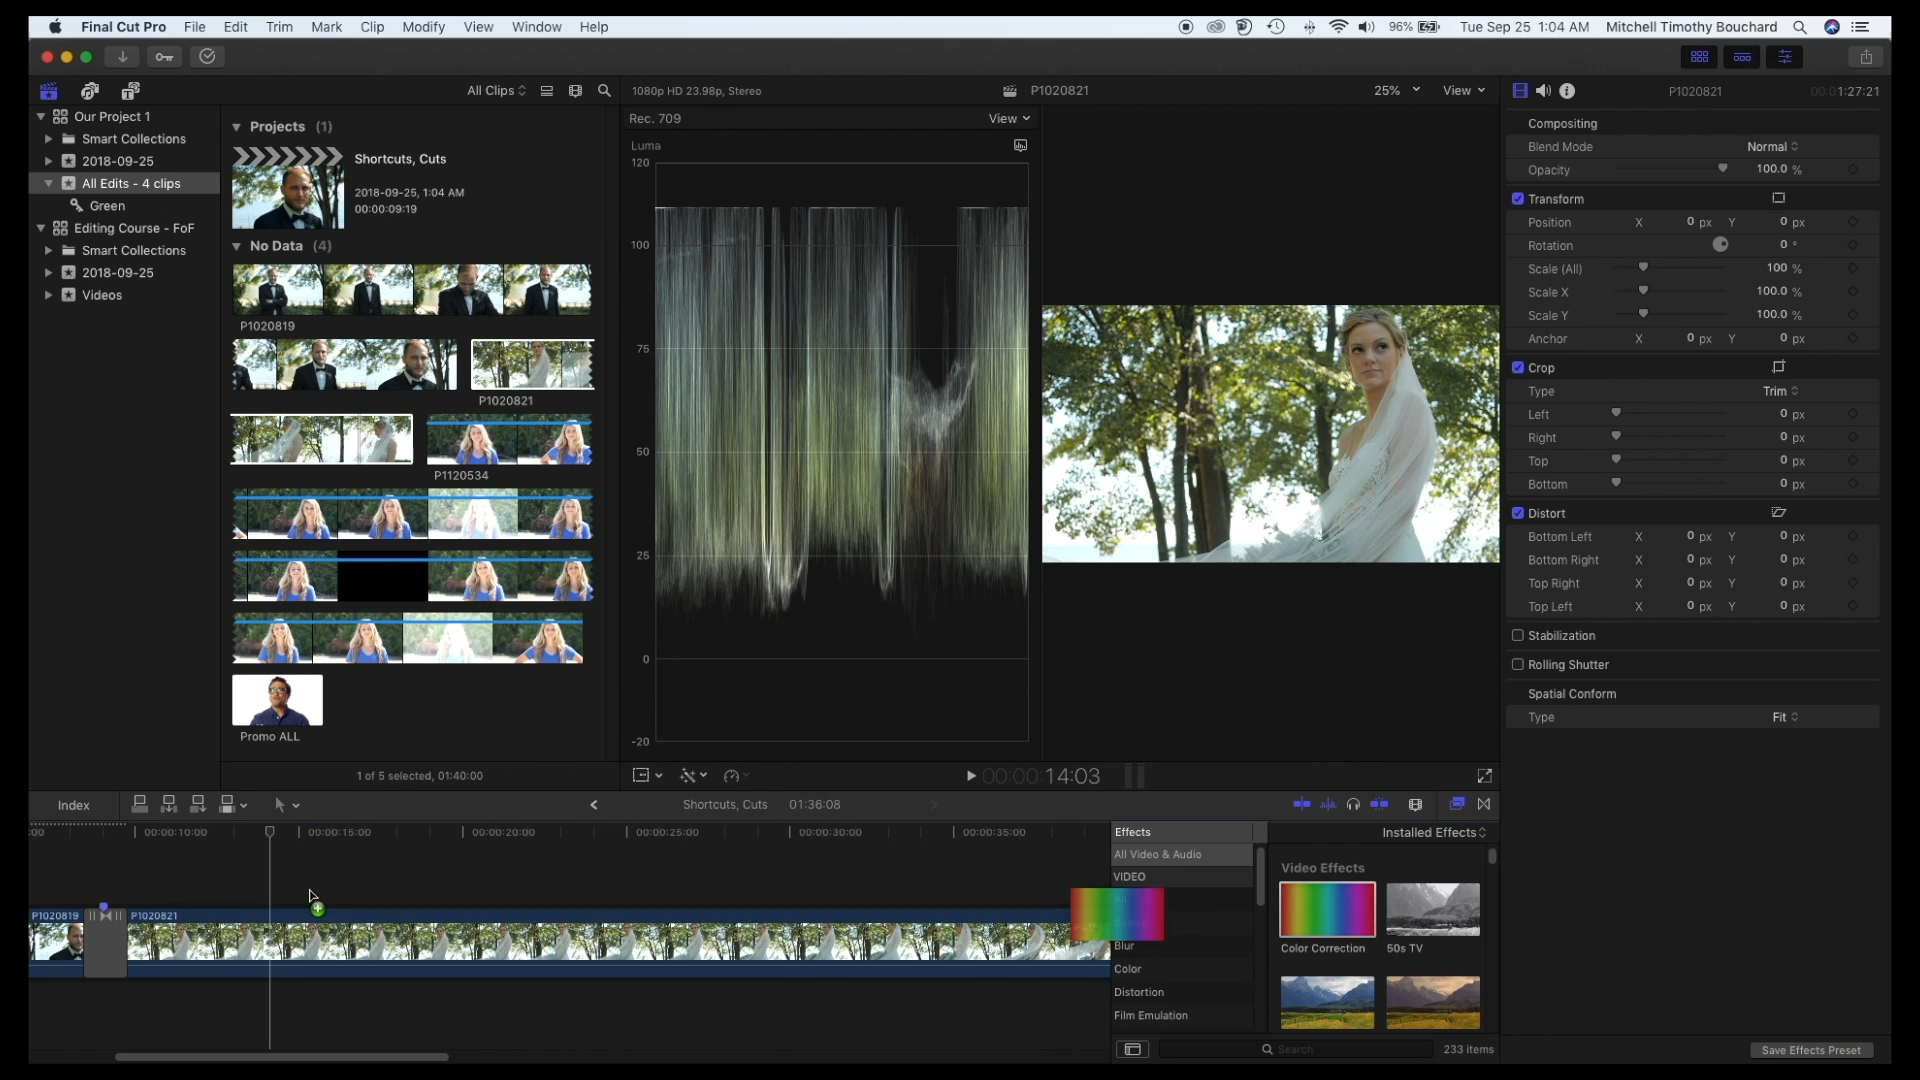 Final Cut Pro File Edit Trim Mark Clip Modify View Window Help 96% Tue Sep 25 1:04 AM Mitchell Timothy Bouchard
All Clips
1080p HD 23.98p, Stereo P1020821 25% View
P1020821 00:00:1:27:21
Our Project 1
Smart Collections
2018-09-25
All Edits - 4 clips
Green
Editing Course - FoF
Smart Collections
2018-09-25
Videos
Projects (1)
Shortcuts, Cuts
2018-09-25, 1:04 AM
00:00:09:19
No Data (4)
P1020819
P1020821
P1120534
Promo ALL
1 of 5 selected, 01:40:00
Rec. 709 View
Luma
120
100
75
50
25
0
-20
00:00:14:03
Compositing
Blend Mode Normal
Opacity 100.0 %
Transform
Position X 0 px Y 0 px
Rotation 0 °
Scale (All) 100 %
Scale X 100.0 %
Scale Y 100.0 %
Anchor X 0 px Y 0 px
Crop
Type Trim
Left 0 px
Right 0 px
Top 0 px
Bottom 0 px
Distort
Bottom Left X 0 px Y 0 px
Bottom Right X 0 px Y 0 px
Top Right X 0 px Y 0 px
Top Left X 0 px Y 0 px
Stabilization
Rolling Shutter
Spatial Conform
Type Fit
Save Effects Preset
Index Shortcuts, Cuts 01:36:08
:00 00:00:10:00 00:00:15:00 00:00:20:00 00:00:25:00 00:00:30:00 00:00:35:00
P1020819 P1020821
Effects Installed Effects
All Video & Audio
VIDEO
Blur
Color
Distortion
Film Emulation
Video Effects
Color Correction 50s TV
Search 233 items